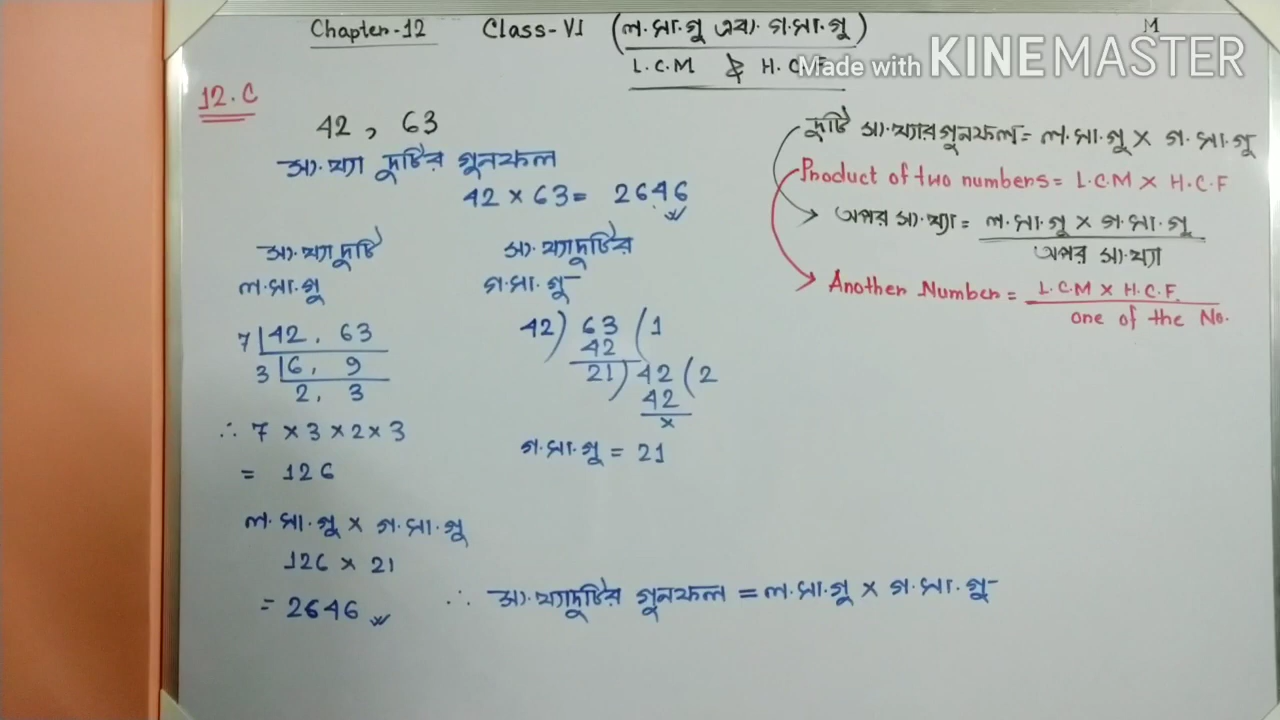 Chapter-12 Class-VI (ল.সা.গু এবং গ.সা.গু) M
L.C.M & H.C.F
Made with KINEMASTER
12.C
42, 63
সংখ্যা দুটির গুনফল
42 × 63 = 2646
সংখ্যাদুটি
ল.সা.গু
7 42, 63
3 6, 9
2, 3
∴ 7 × 3 × 2 × 3
= 126
ল.সা.গু × গ.সা.গু
126 × 21
= 2646
সংখ্যাদুটির
গ.সা.গু
42) 63 (1
42
21) 42 (2
42
×
গ.সা.গু = 21
∴ সংখ্যাদুটির গুনফল = ল.সা.গু × গ.সা.গু
দুটি সংখ্যার গুনফল = ল.সা.গু × গ.সা.গু
Product of two numbers = L.C.M × H.C.F
অপর সংখ্যা = ল.সা.গু × গ.সা.গু
অপর সংখ্যা
Another Number = L.C.M × H.C.F.
one of the No.